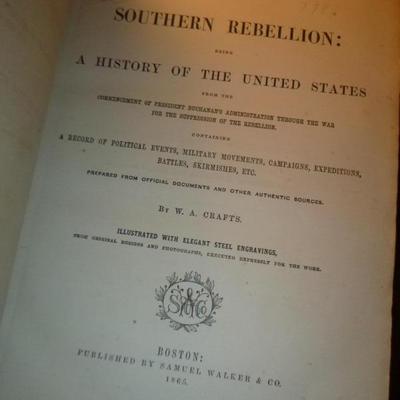 SOUTHERN REBELLION:
BEING
A HISTORY OF THE UNITED STATES
FROM THE
COMMENCEMENT OF PRESIDENT BUCHANAN'S ADMINISTRATION THROUGH THE WAR
FOR THE SUPPRESSION OF THE REBELLION.
CONTAINING
A RECORD OF POLITICAL EVENTS, MILITARY MOVEMENTS, CAMPAIGNS, EXPEDITIONS,
BATTLES, SKIRMISHES, ETC.
PREPARED FROM OFFICIAL DOCUMENTS AND OTHER AUTHENTIC SOURCES.
BY W. A. CRAFTS.
ILLUSTRATED WITH ELEGANT STEEL ENGRAVINGS,
FROM ORIGINAL DESIGNS AND PHOTOGRAPHS, EXECUTED EXPRESSLY FOR THE WORK.
BOSTON:
PUBLISHED BY SAMUEL WALKER & CO.
1865.